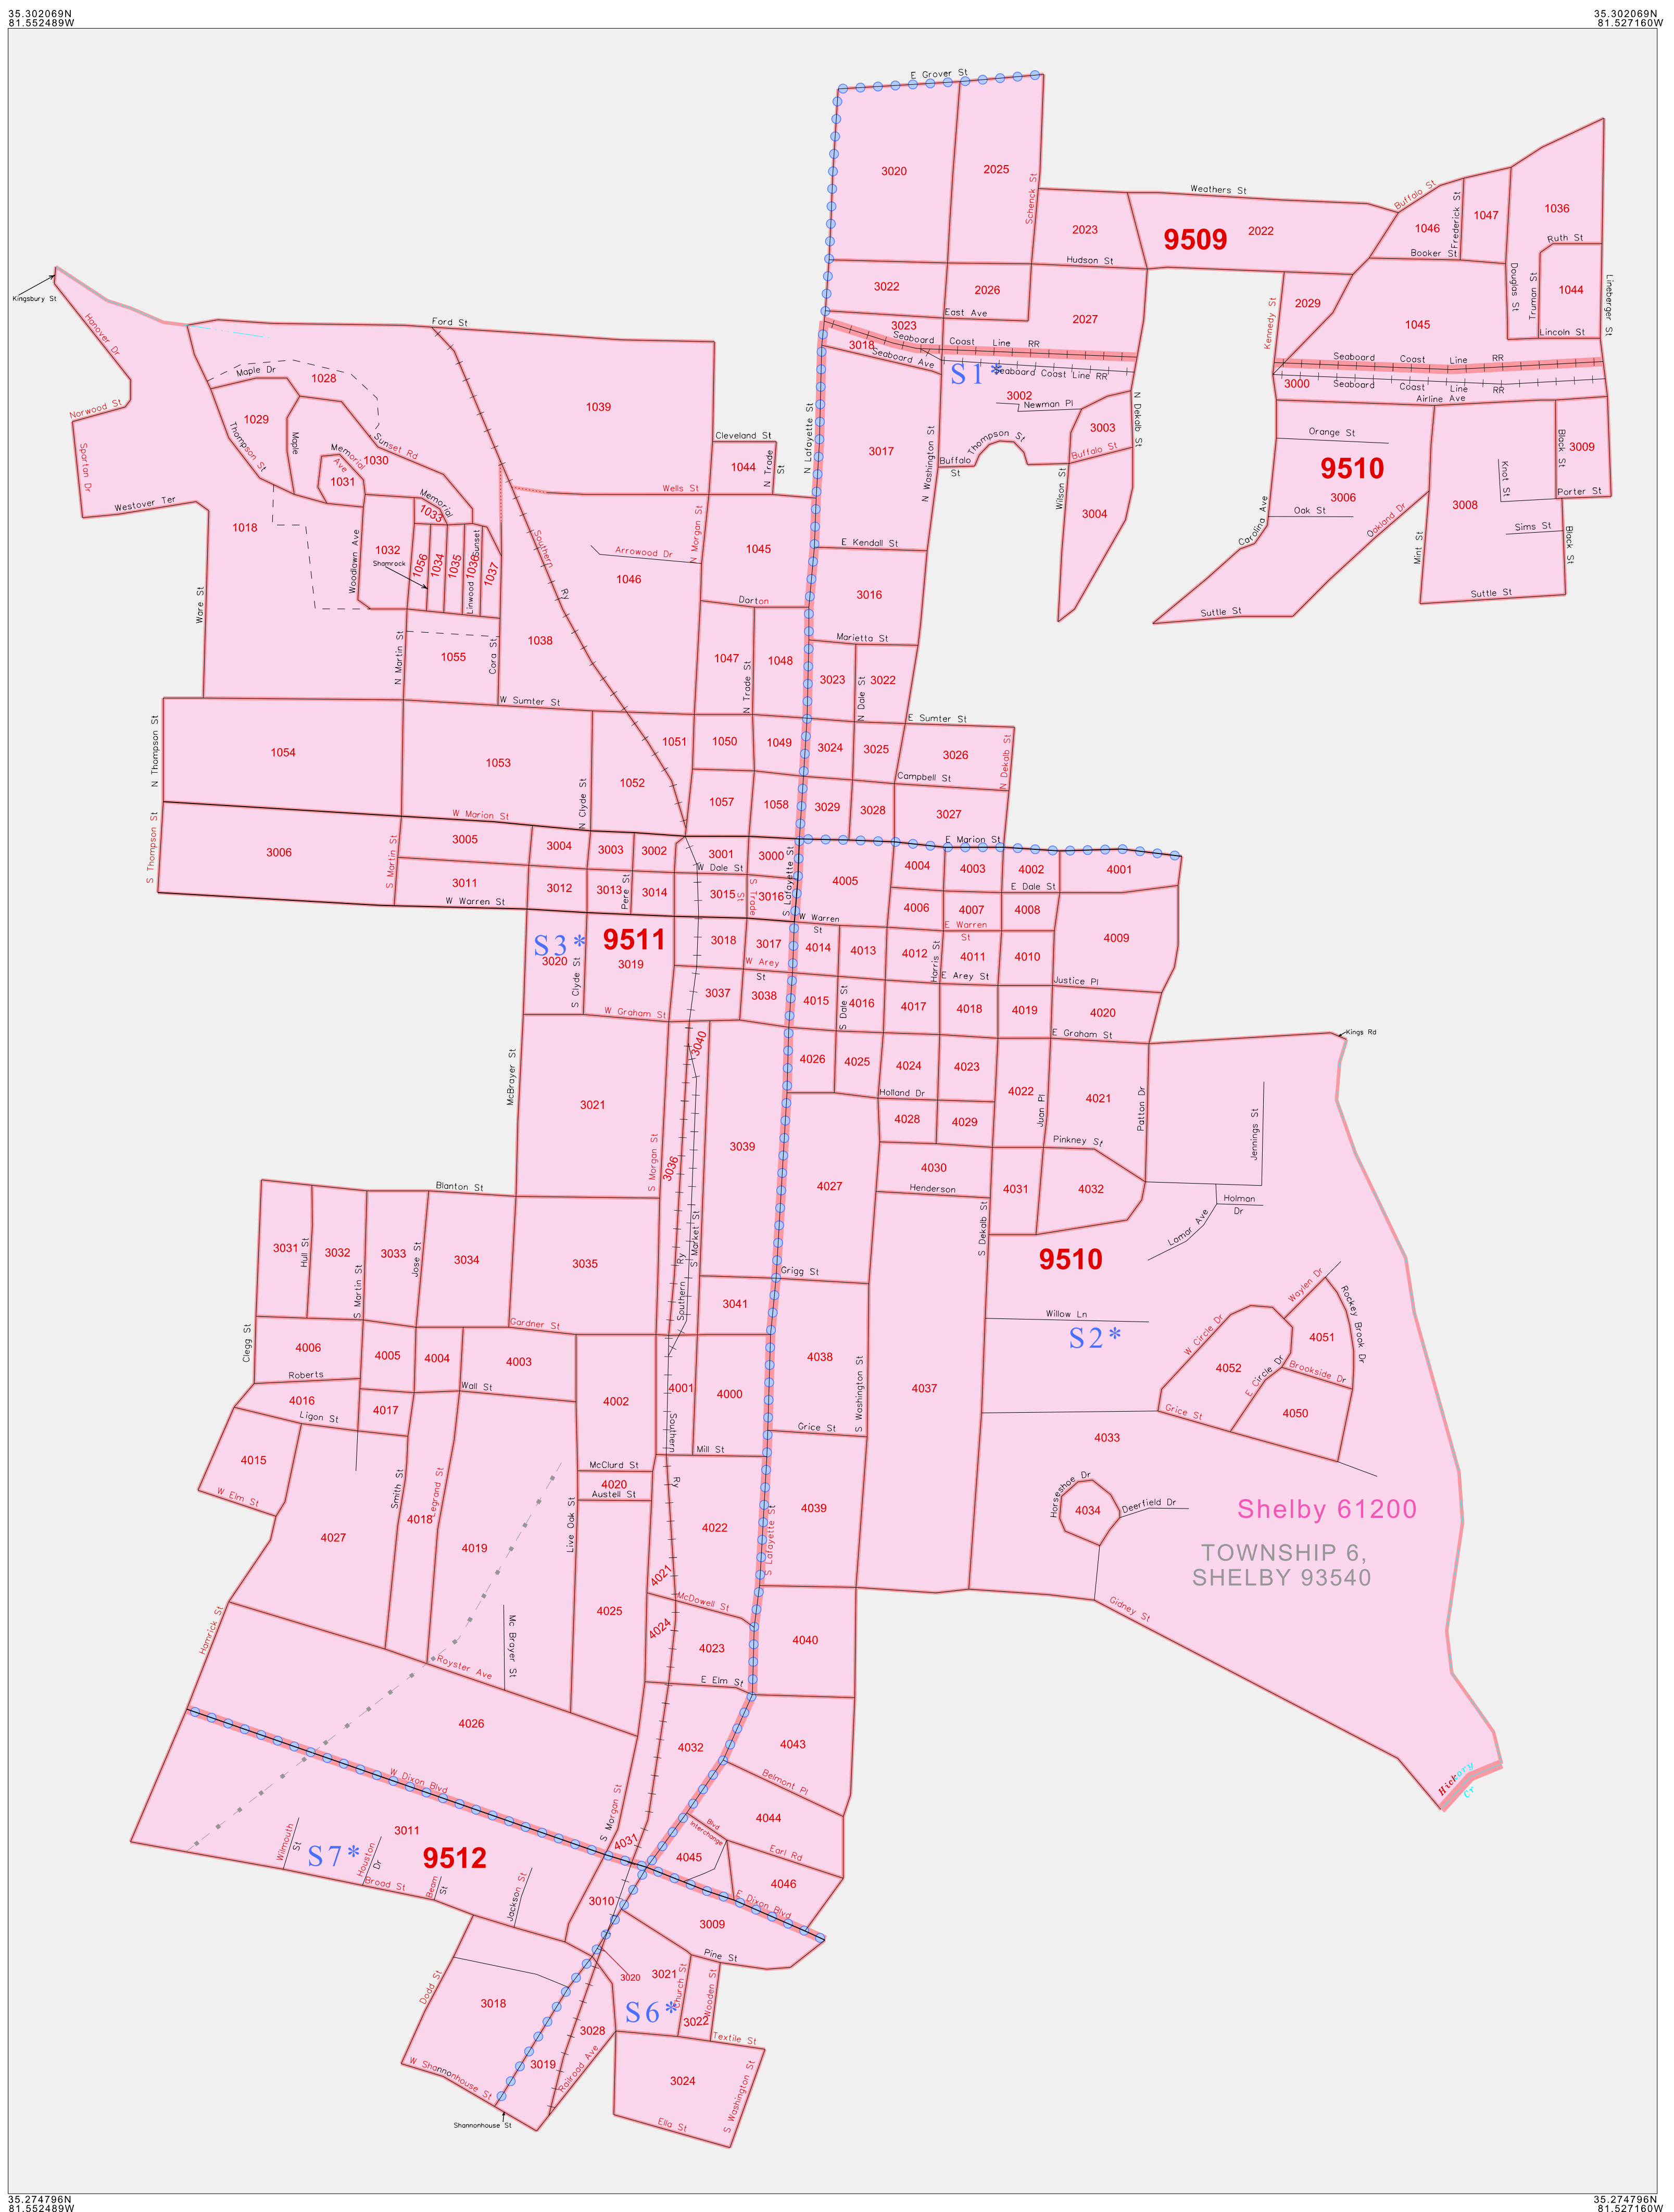 35.302069N
81.552489W
35.302069N
81.527160W
E Grover St
3020
2025
Schenck St
Weathers St
Buffalo St
1046
Frederick St
1047
1036
2023
9509
2022
Ruth St
Booker St
Hudson St
Kingsbury St
3022
2026
2029
Douglas St
Truman St
1044
Lineberger St
Hanover Dr
East Ave
2027
Kennedy St
1045
Lincoln St
Ford St
3023
3018
Seaboard Coast Line RR
Seaboard Ave
Seaboard Coast Line RR
S1*
Seaboard Coast Line RR
3000
Seaboard Coast Line RR
Airline Ave
Maple Dr
1028
1039
3002
Newman Pl
N Dekalb St
Norwood St
1029
Maple
Thompson St
Sunset Rd
3003
Orange St
Black St
3009
Spartan Dr
Memorial Ave
1030
1031
Cleveland St
1044
N Trade St
N Lafayette St
3017
N Washington St
Thompson St
Buffalo St
Buffalo St
9510
3006
Knot St
Porter St
Westover Ter
1018
Memorial
1033
Wells St
Wilson St
3004
Oak St
Carolina Ave
Oakland Dr
3008
Sims St
Mint St
Black St
Woodlawn Ave
1032
Shamrock
1056
1034
1035
1036
Linwood
Sunset
1037
Southern Ry
Arrowood Dr
1046
N Morgan St
1045
E Kendall St
3016
Suttle St
Suttle St
Ware St
Dorton
N Martin St
1055
Cora St
1038
1047
N Trade St
1048
Marietta St
3023
N Dale St
3022
W Sumter St
E Sumter St
N Thompson St
1054
1053
1051
1050
1049
3024
3025
3026
N Dekalb St
N Clyde St
1052
1057
1058
Campbell St
3029
3028
3027
W Marion St
E Marion St
S Thompson St
3006
S Martin St
3005
3004
3003
3002
3001
3000
W Dale St
S Lafayette St
4005
4004
4003
4002
4001
E Dale St
3011
3012
3013
Pere St
3014
3015
S Trade St
3016
W Warren St
W Warren St
4006
4007
4008
E Warren St
S3*
9511
3020
S Clyde St
3019
3018
3017
W Arey St
4014
4013
4012
Harris St
4011
4010
4009
E Arey St
Justice Pl
3037
3038
4015
S Dale St
4016
4017
4018
4019
4020
W Graham St
E Graham St
Kings Rd
McBrayer St
3021
3040
3039
4026
4025
4024
4023
4022
Juan Pl
4021
Patton Dr
Jennings St
Holland Dr
4028
4029
Pinkney St
S Morgan St
3036
4027
4030
Henderson
4031
4032
Blanton St
Holman Dr
Lamar Ave
3031
Hull St
3032
S Martin St
3033
Jose St
3034
3035
Southern Ry
S Market St
Grigg St
S Dekalb St
9510
Waylen Dr
Rockey Brook Dr
3041
Willow Ln
S2*
W Circle Dr
4051
Clegg St
4006
4005
4004
4003
Gardner St
4038
4052
E Circle Dr
Brookside Dr
Roberts
4016
4017
Wall St
4002
4001
4000
S Washington St
4037
Grice St
4050
Ligon St
Grice St
4033
4015
Southern Ry
Mill St
McClurd St
4020
Austell St
Horseshoe Dr
4034
Deerfield Dr
W Elm St
4027
Smith St
4018
Legrand St
4019
Live Oak St
4022
S Lafayette St
4039
Shelby 61200
TOWNSHIP 6,
SHELBY 93540
4021
4025
McDowell St
Gidney St
Hamrick St
Mc Brayer St
4024
4023
4040
Royster Ave
E Elm St
4026
4032
4043
W Dixon Blvd
Belmont Pl
Hickory Cr
S Morgan St
4044
Wilmouth St
3011
4031
Blvd Interchange
S7*
Houston Dr
9512
4045
Earl Rd
4046
Broad St
Beam St
Jackson St
3010
E Dixon Blvd
3009
Pine St
Dodd St
3018
3020
3021
Church St
Wooden St
S6*
3022
3028
Textile St
W Shannonhouse St
3019
Railroad Ave
3024
S Washington St
Ella St
Shannonhouse St
35.274796N
81.552489W
35.274796N
81.527160W